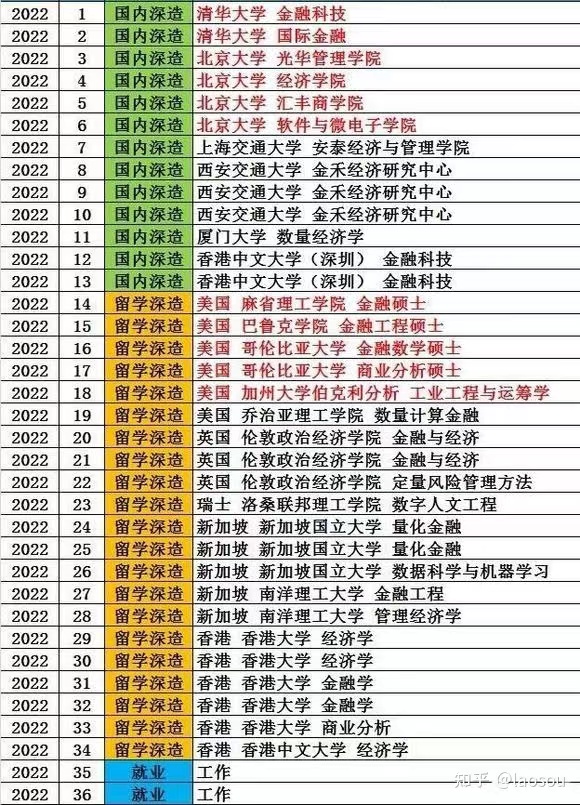 2022 1 国内深造 清华大学 金融科技
2022 2 国内深造 清华大学 国际金融
2022 3 国内深造 北京大学 光华管理学院
2022 4 国内深造 北京大学 经济学院
2022 5 国内深造 北京大学 汇丰商学院
2022 6 国内深造 北京大学 软件与微电子学院
2022 7 国内深造 上海交通大学 安泰经济与管理学院
2022 8 国内深造 西安交通大学 金禾经济研究中心
2022 9 国内深造 西安交通大学 金禾经济研究中心
2022 10 国内深造 西安交通大学 金禾经济研究中心
2022 11 国内深造 厦门大学 数量经济学
2022 12 国内深造 香港中文大学（深圳） 金融科技
2022 13 国内深造 香港中文大学（深圳） 金融科技
2022 14 留学深造 美国 麻省理工学院 金融硕士
2022 15 留学深造 美国 巴鲁克学院 金融工程硕士
2022 16 留学深造 美国 哥伦比亚大学 金融数学硕士
2022 17 留学深造 美国 哥伦比亚大学 商业分析硕士
2022 18 留学深造 美国 加州大学伯克利分析 工业工程与运筹学
2022 19 留学深造 美国 乔治亚理工学院 数量计算金融
2022 20 留学深造 英国 伦敦政治经济学院 金融与经济
2022 21 留学深造 英国 伦敦政治经济学院 金融与经济
2022 22 留学深造 英国 伦敦政治经济学院 定量风险管理方法
2022 23 留学深造 瑞士 洛桑联邦理工学院 数字人文工程
2022 24 留学深造 新加坡 新加坡国立大学 量化金融
2022 25 留学深造 新加坡 新加坡国立大学 量化金融
2022 26 留学深造 新加坡 新加坡国立大学 数据科学与机器学习
2022 27 留学深造 新加坡 南洋理工大学 金融工程
2022 28 留学深造 新加坡 南洋理工大学 管理经济学
2022 29 留学深造 香港 香港大学 经济学
2022 30 留学深造 香港 香港大学 经济学
2022 31 留学深造 香港 香港大学 金融学
2022 32 留学深造 香港 香港大学 金融学
2022 33 留学深造 香港 香港大学 商业分析
2022 34 留学深造 香港 香港中文大学 经济学
2022 35 就业 工作
2022 36 就业 工作
知乎 @laosou